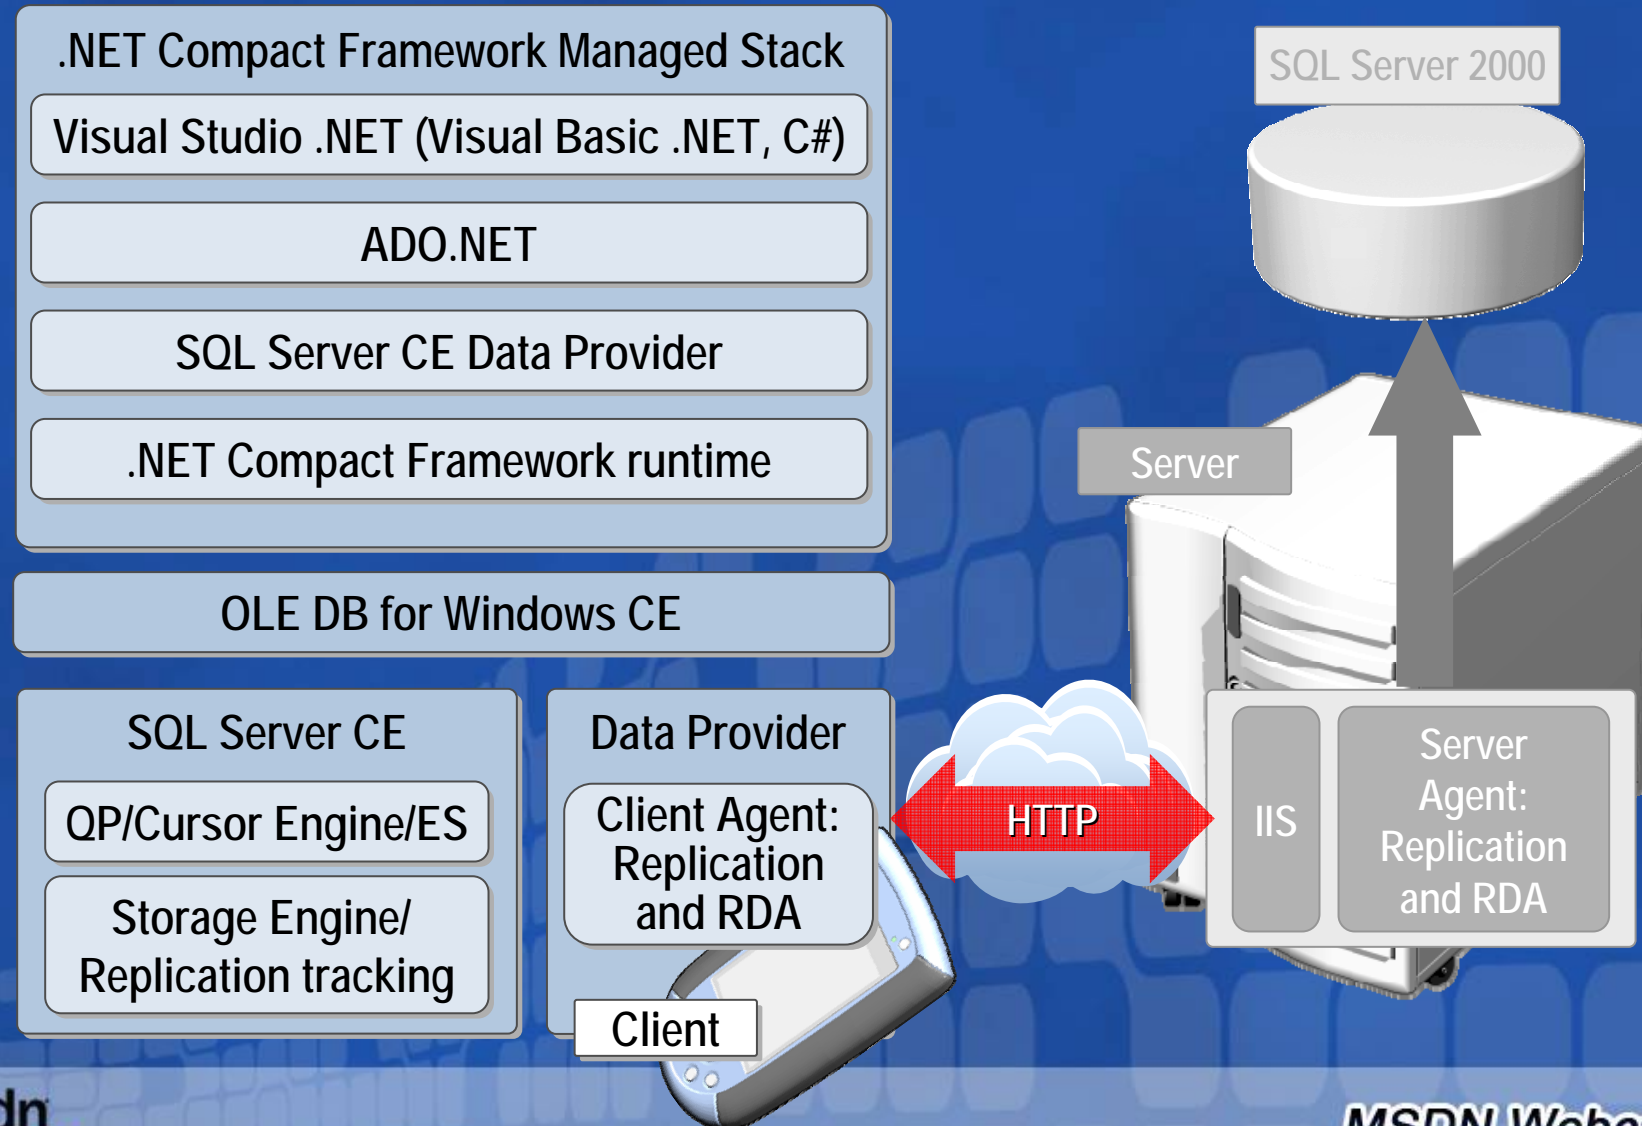 .NET Compact Framework Managed Stack
Visual Studio .NET (Visual Basic .NET, C#)
ADO.NET
SQL Server CE Data Provider
.NET Compact Framework runtime
OLE DB for Windows CE
SQL Server CE
QP/Cursor Engine/ES
Storage Engine/
Replication tracking
Data Provider
Client Agent:
Replication
and RDA
Client
HTTP
SQL Server 2000
Server
IIS
Server
Agent:
Replication
and RDA
MSDN